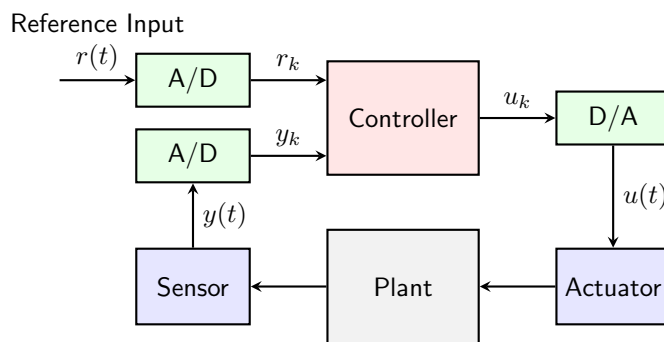 Reference Input
r(t)
A/D
r_k
Controller
u_k
D/A
A/D
y_k
y(t)
u(t)
Sensor
Plant
Actuator